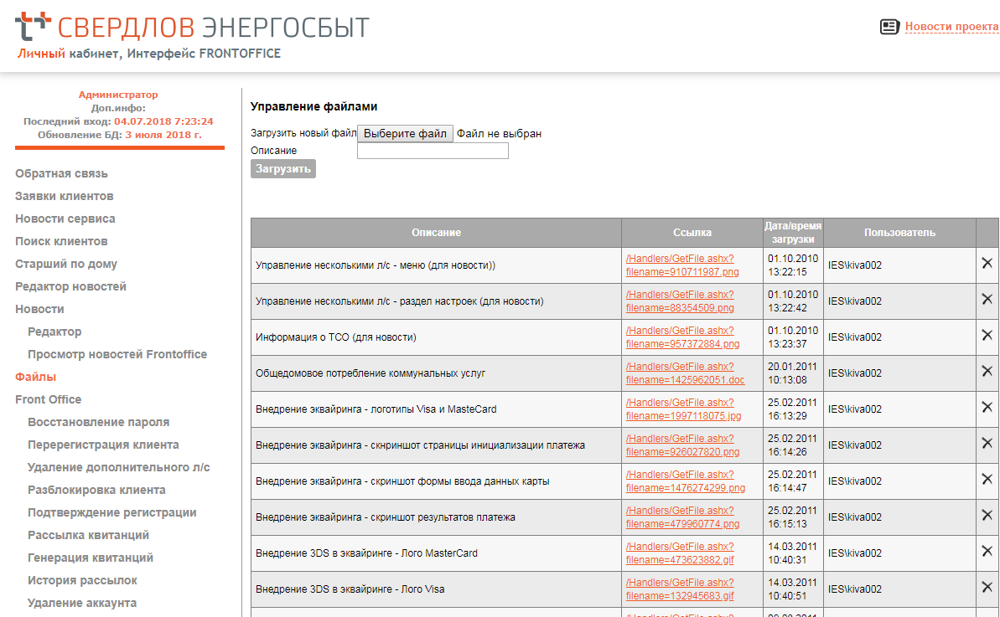 СВЕРДЛОВ ЭНЕРГОСБЫТ
Личный кабинет, Интерфейс FRONTOFFICE
Новости проекта
Администратор
Доп.инфо:
Последний вход: 04.07.2018 7:23:24
Обновление БД: 3 июля 2018 г.
Обратная связь
Заявки клиентов
Новости сервиса
Поиск клиентов
Старший по дому
Редактор новостей
Новости
Редактор
Просмотр новостей Frontoffice
Файлы
Front Office
Восстановление пароля
Перерегистрация клиента
Удаление дополнительного л/с
Разблокировка клиента
Подтверждение регистрации
Рассылка квитанций
Генерация квитанций
История рассылок
Удаление аккаунта
Управление файлами
Загрузить новый файл Выберите файл Файл не выбран
Описание
Загрузить
Описание Ссылка Дата/время загрузки Пользователь
Управление несколькими л/с - меню (для новости)) /Handlers/GetFile.ashx? filename=910711987.png 01.10.2010 13:22:15 IES\kiva002
Управление несколькими л/с - раздел настроек (для новости) /Handlers/GetFile.ashx? filename=88354509.png 01.10.2010 13:22:42 IES\kiva002
Информация о ТСО (для новости) /Handlers/GetFile.ashx? filename=957372884.png 01.10.2010 13:23:37 IES\kiva002
Общедомовое потребление коммунальных услуг /Handlers/GetFile.ashx? filename=1425962051.doc 20.01.2011 10:13:08 IES\kiva002
Внедрение эквайринга - логотипы Visa и MasteCard /Handlers/GetFile.ashx? filename=1997118075.jpg 25.02.2011 16:13:29 IES\kiva002
Внедрение эквайринга - скнриншот страницы инициализации платежа /Handlers/GetFile.ashx? filename=926027820.png 25.02.2011 16:14:26 IES\kiva002
Внедрение эквайринга - скриншот формы ввода данных карты /Handlers/GetFile.ashx? filename=1476274299.png 25.02.2011 16:14:47 IES\kiva002
Внедрение эквайринга - скриншот результатов платежа /Handlers/GetFile.ashx? filename=479960774.png 25.02.2011 16:15:13 IES\kiva002
Внедрение 3DS в эквайринге - Лого MasterCard /Handlers/GetFile.ashx? filename=473623882.gif 14.03.2011 10:40:31 IES\kiva002
Внедрение 3DS в эквайринге - Лого Visa /Handlers/GetFile.ashx? filename=132945683.gif 14.03.2011 10:40:51 IES\kiva002